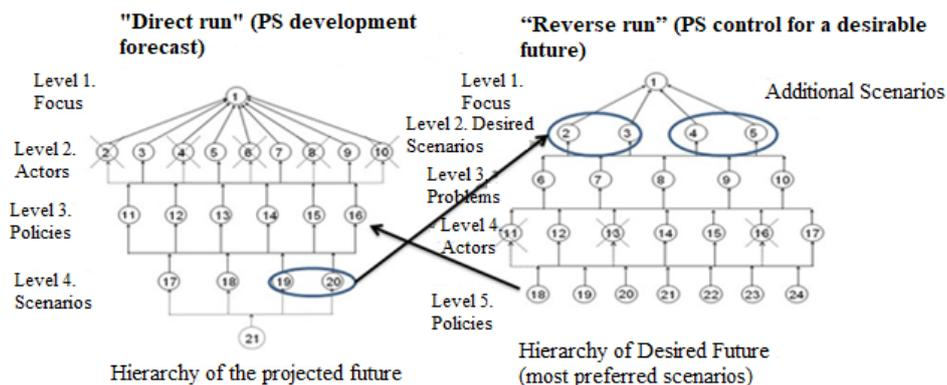 "Direct run" (PS development
forecast)
Level 1.
Focus
1
Level 2.
Actors
2 3 4 5 6 7 8 9 10
Level 3.
Policies
11 12 13 14 15 16
Level 4.
Scenarios
17 18 19 20
21
Hierarchy of the projected future
“Reverse run” (PS control for a desirable
future)
Level 1.
Focus
1
Additional Scenarios
Level 2. Desired
Scenarios
2 3 4 5
Level 3.
Problems
6 7 8 9 10
Level 4.
Actors
11 12 13 14 15 16 17
Level 5.
Policies
18 19 20 21 22 23 24
Hierarchy of Desired Future
(most preferred scenarios)